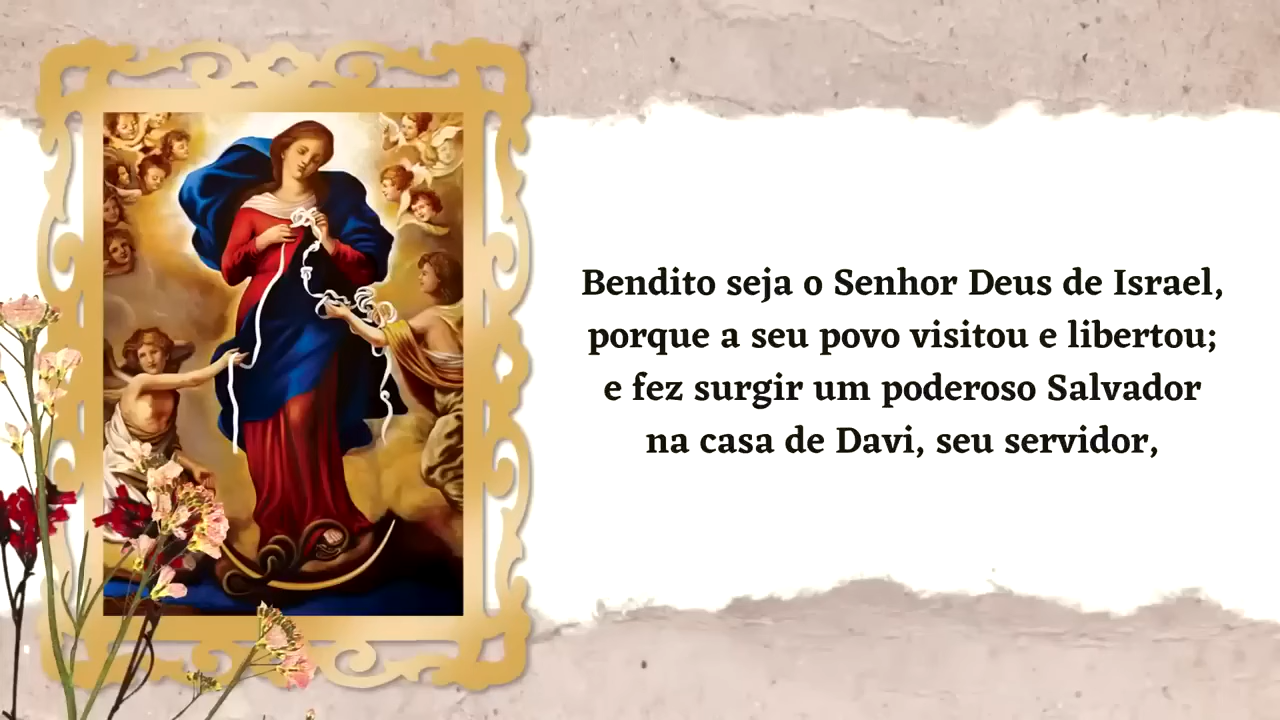 Bendito seja o Senhor Deus de Israel,
porque a seu povo visitou e libertou;
e fez surgir um poderoso Salvador
na casa de Davi, seu servidor,